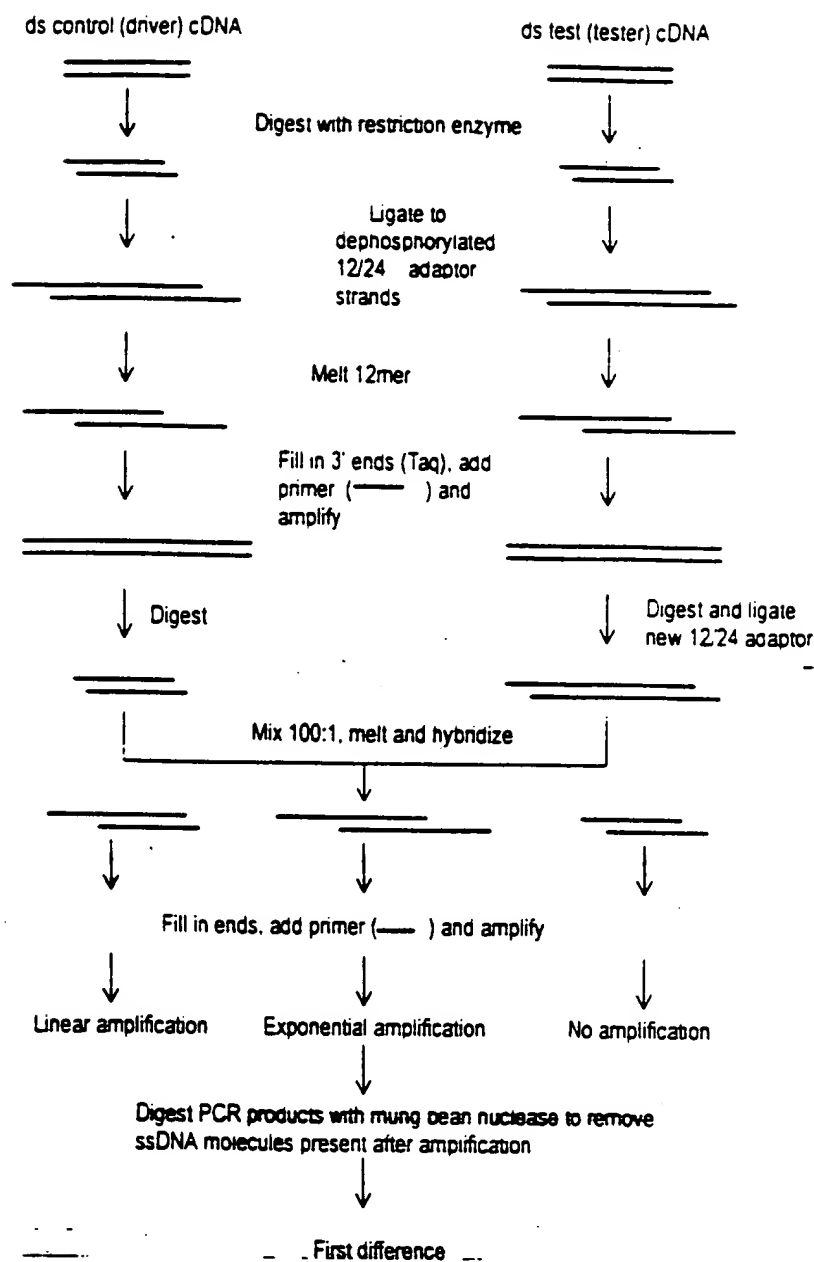 ds control (driver) cDNA
ds test (tester) cDNA
Digest with restriction enzyme
Ligate to
dephosphorylated
12/24 adaptor
strands
Melt 12mer
Fill in 3' ends (Taq), add
primer ( ) and
amplify
Digest
Digest and ligate
new 12/24 adaptor
Mix 100:1, melt and hybridize
Fill in ends, add primer ( ) and amplify
Linear amplification
Exponential amplification
No amplification
Digest PCR products with mung bean nuclease to remove
ssDNA molecules present after amplification
First difference